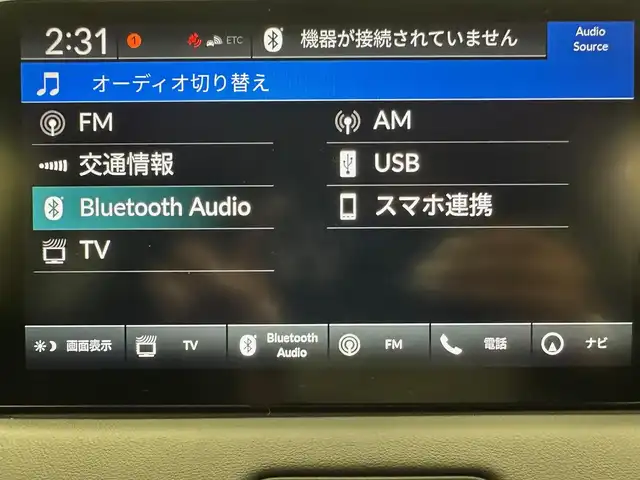 2:31 1 ETC 機器が接続されていません Audio
Source
オーディオ切り替え
FM AM
交通情報 USB
Bluetooth Audio スマホ連携
TV
画面表示 TV Bluetooth
Audio FM 電話 ナビ